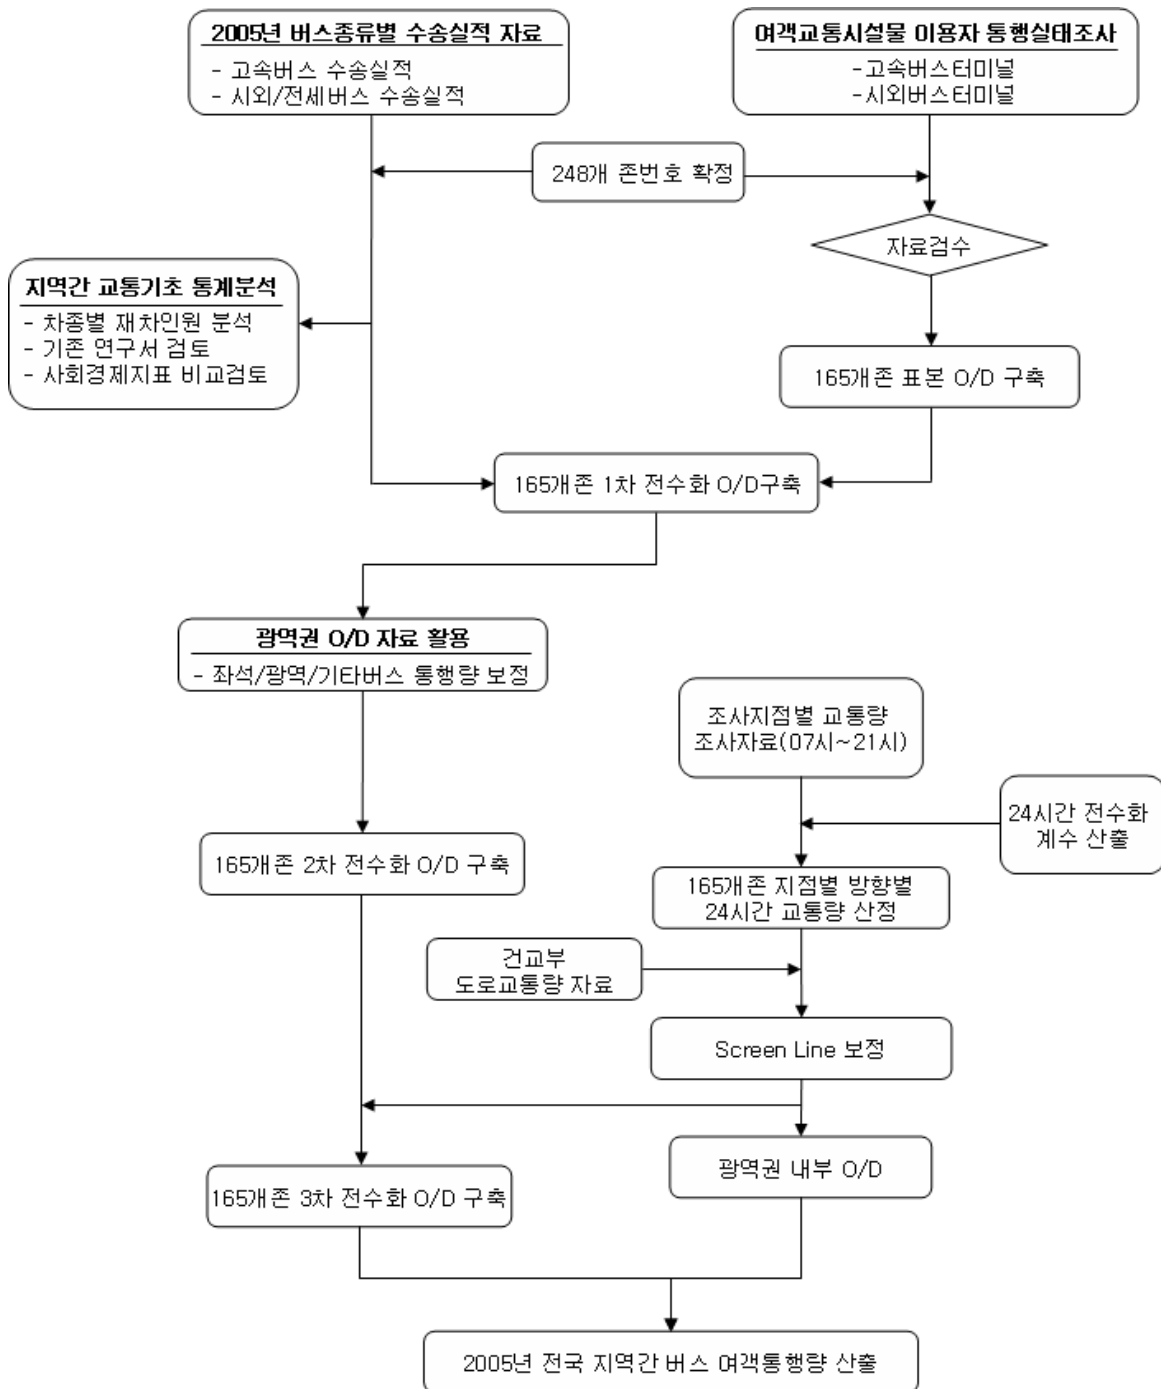 2005년 버스종류별 수송실적 자료
- 고속버스 수송실적
- 시외/전세버스 수송실적
여객교통시설물 이용자 통행실태조사
-고속버스터미널
-시외버스터미널
248개 존번호 확정
자료검수
지역간 교통기초 통계분석
- 차종별 재차인원 분석
- 기존 연구서 검토
- 사회경제지표 비교검토
165개존 표본 O/D 구축
165개존 1차 전수화 O/D구축
광역권 O/D 자료 활용
- 좌석/광역/기타버스 통행량 보정
조사지점별 교통량
조사자료(07시~21시)
24시간 전수화
계수 산출
165개존 2차 전수화 O/D 구축
165개존 지점별 방향별
24시간 교통량 산정
건교부
도로교통량 자료
Screen Line 보정
광역권 내부 O/D
165개존 3차 전수화 O/D 구축
2005년 전국 지역간 버스 여객통행량 산출